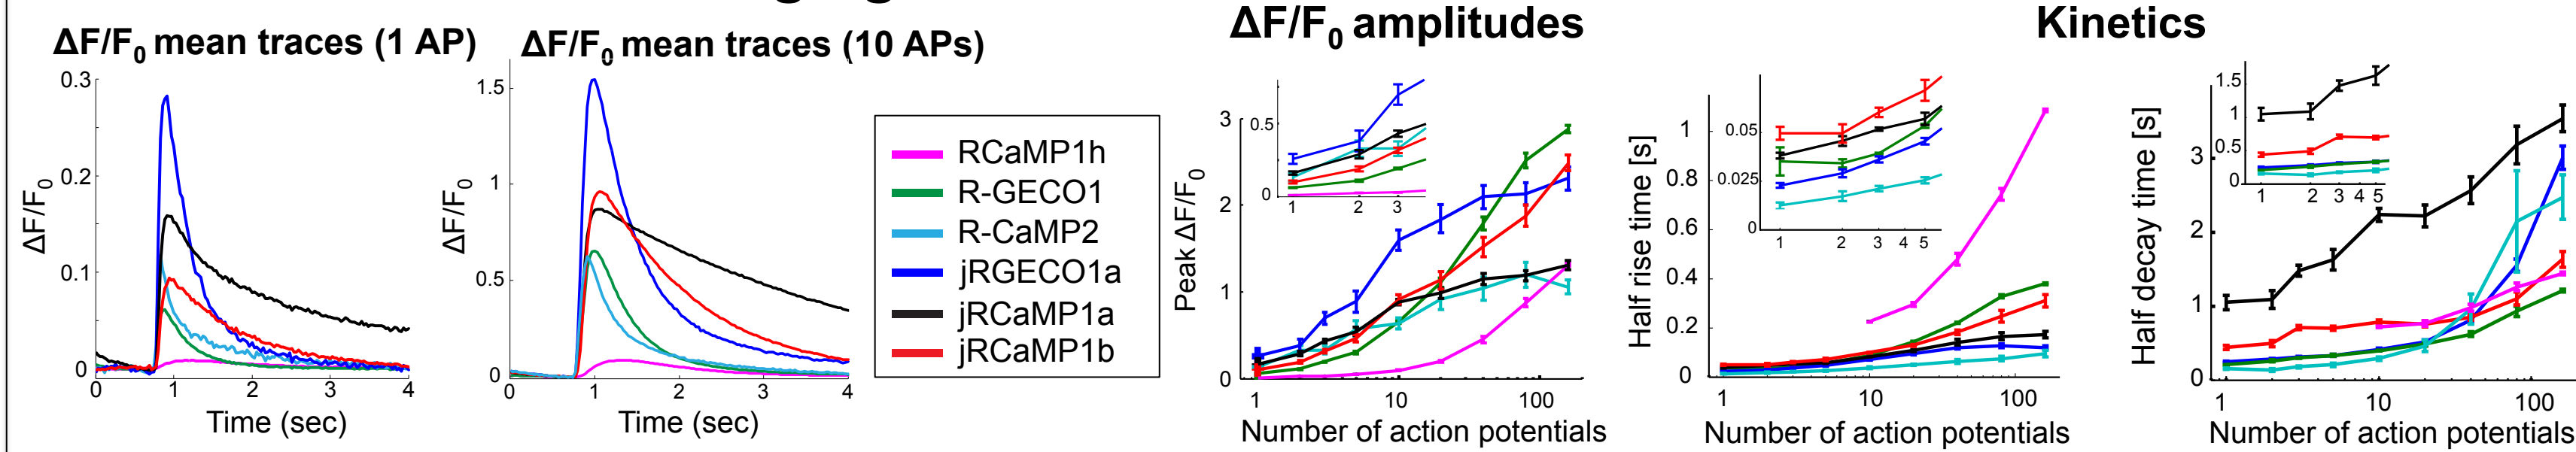 ΔF/F0 mean traces (1 AP)
0.3
0.2
0.1
0
ΔF/F0
0 1 2 3 4
Time (sec)
ΔF/F0 mean traces (10 APs)
1.5
1
0.5
0
ΔF/F0
0 1 2 3 4
Time (sec)
RCaMP1h
R-GECO1
R-CaMP2
jRGECO1a
jRCaMP1a
jRCaMP1b
ΔF/F0 amplitudes
3
2
1
0
Peak ΔF/F0
0.5
0
1 2 3
1 10 100
Number of action potentials
Kinetics
1
0.8
0.6
0.4
0.2
0
Half rise time [s]
0.05
0.025
0
1 2 3 4 5
1 10 100
Number of action potentials
3
2
1
0
Half decay time [s]
1.5
1
0.5
0
1 2 3 4 5
1 10 100
Number of action potentials